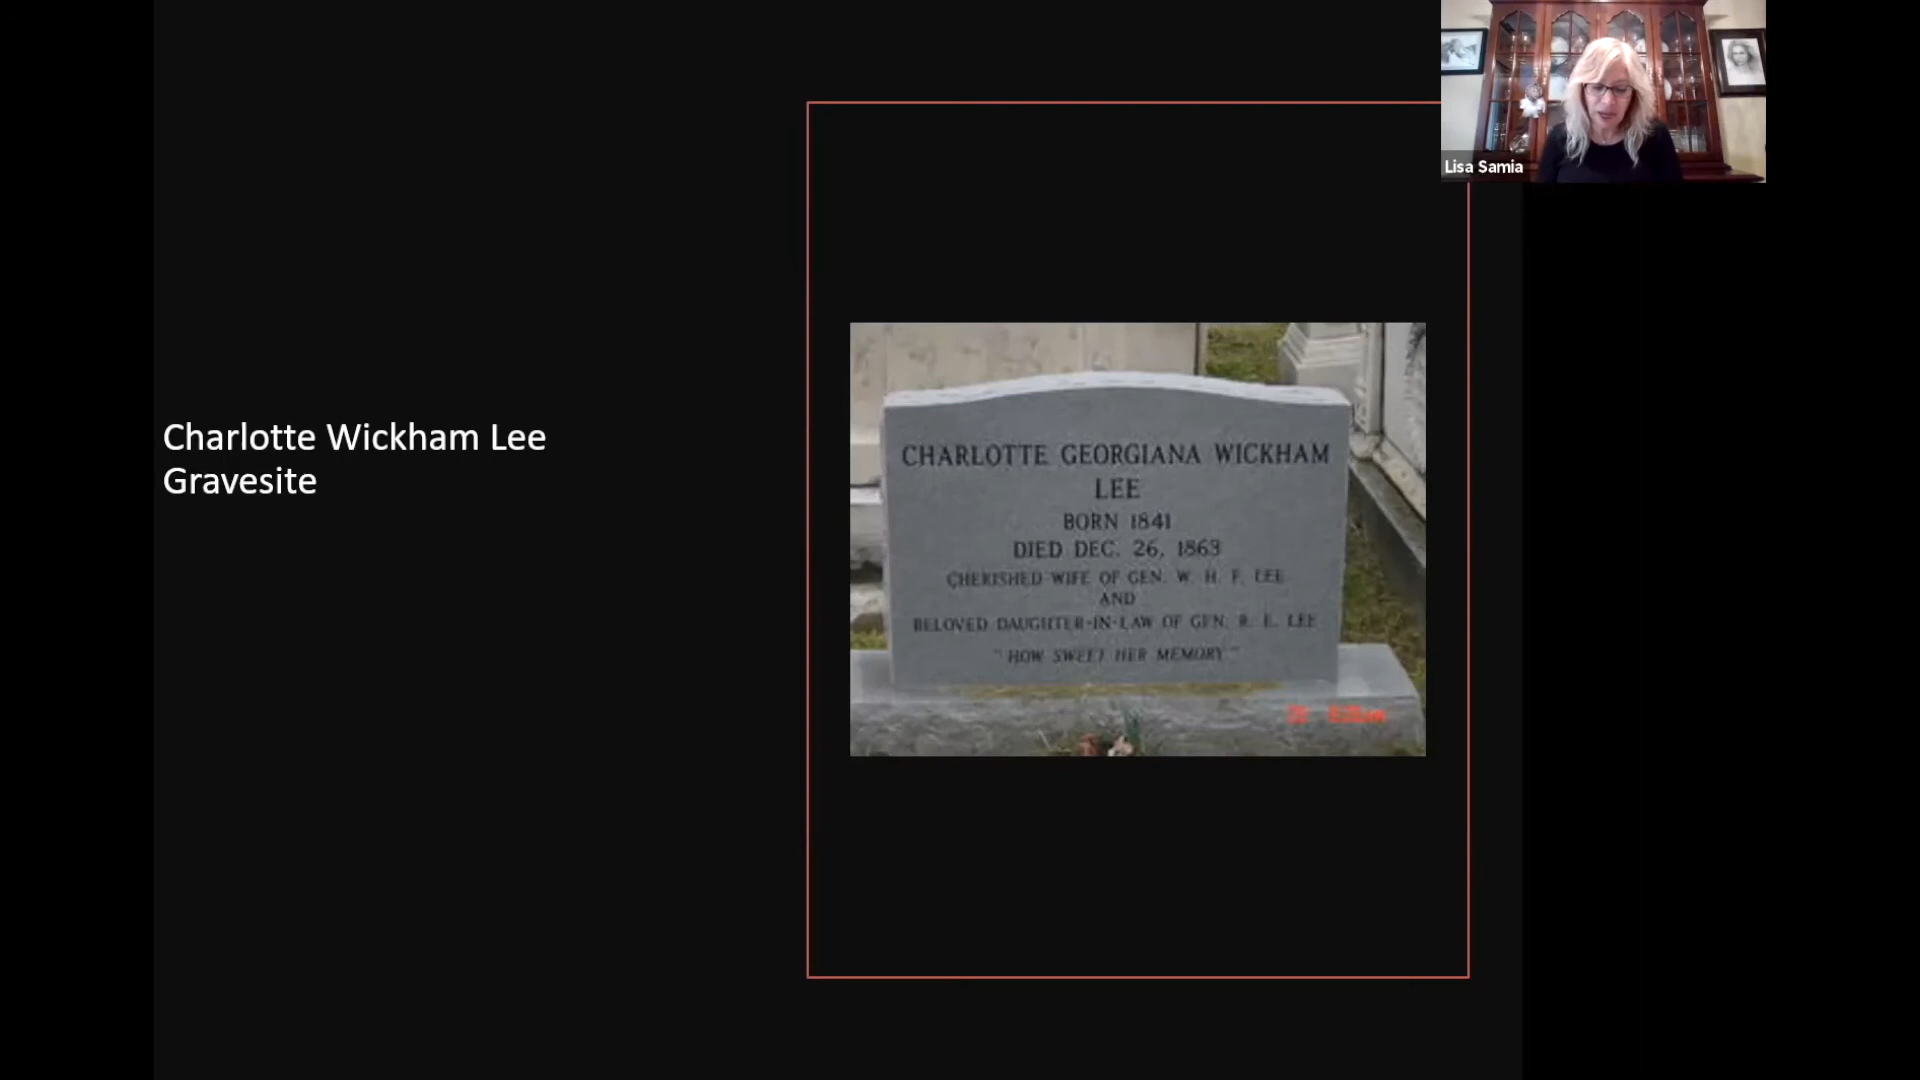 Lisa Samia
Charlotte Wickham Lee
Gravesite
CHARLOTTE GEORGIANA WICKHAM
LEE
BORN 1841
DIED DEC. 26, 1863
CHERISHED WIFE OF GEN. W. H. F. LEE
AND
BELOVED DAUGHTER-IN-LAW OF GEN. R. E. LEE
"HOW SWEET HER MEMORY"